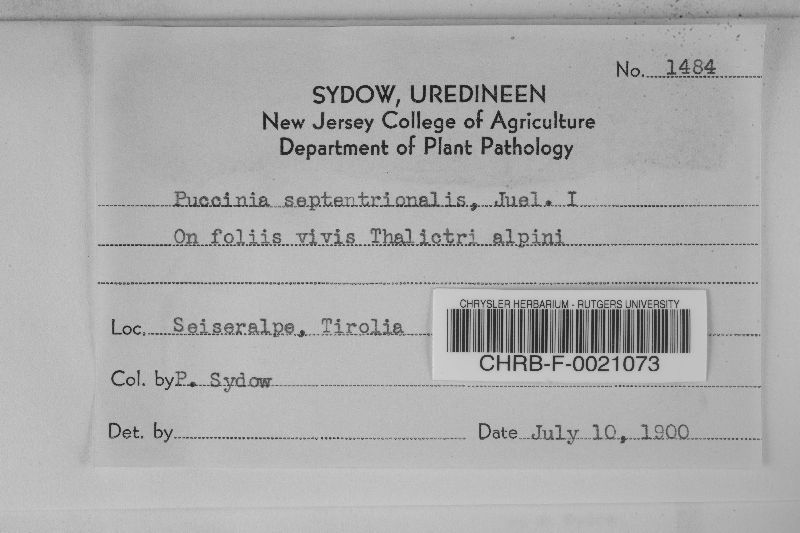 No. 1484
SYDOW, UREDINEEN
New Jersey College of Agriculture
Department of Plant Pathology
Puccinia septentrionalis, Juel. I
On foliis vivis Thalictri alpini
Loc. Seiseralpe, Tirolia
CHRYSLER HERBARIUM - RUTGERS UNIVERSITY
CHRB-F-0021073
Col. by P. Sydow
Det. by
Date July 10, 1900